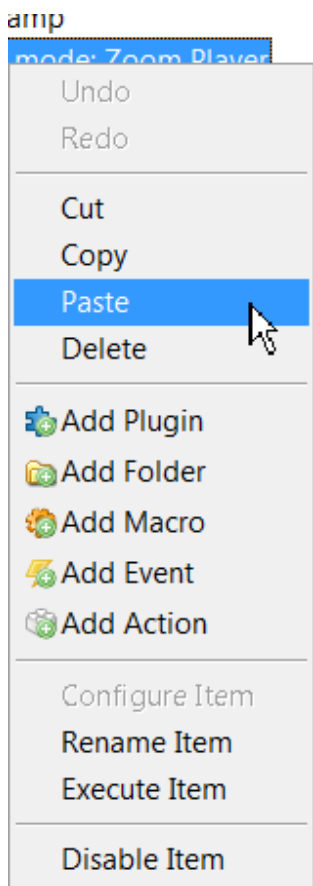 amp
mode: Zoom Player
Undo
Redo
Cut
Copy
Paste
Delete
Add Plugin
Add Folder
Add Macro
Add Event
Add Action
Configure Item
Rename Item
Execute Item
Disable Item